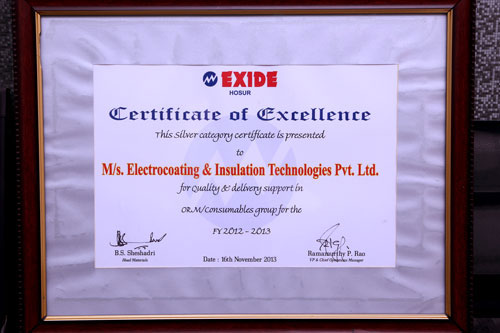 EXIDE
HOSUR
Certificate of Excellence
This Silver category certificate is presented
to
M/s. Electrocoating & Insulation Technologies Pvt. Ltd.
for Quality & delivery support in
ORM/Consumables group for the
FY 2012 - 2013
B.S. Sheshadri
Head Materials
Date : 16th November 2013
Ramamurthy P. Rao
VP & Chief Operations Manager